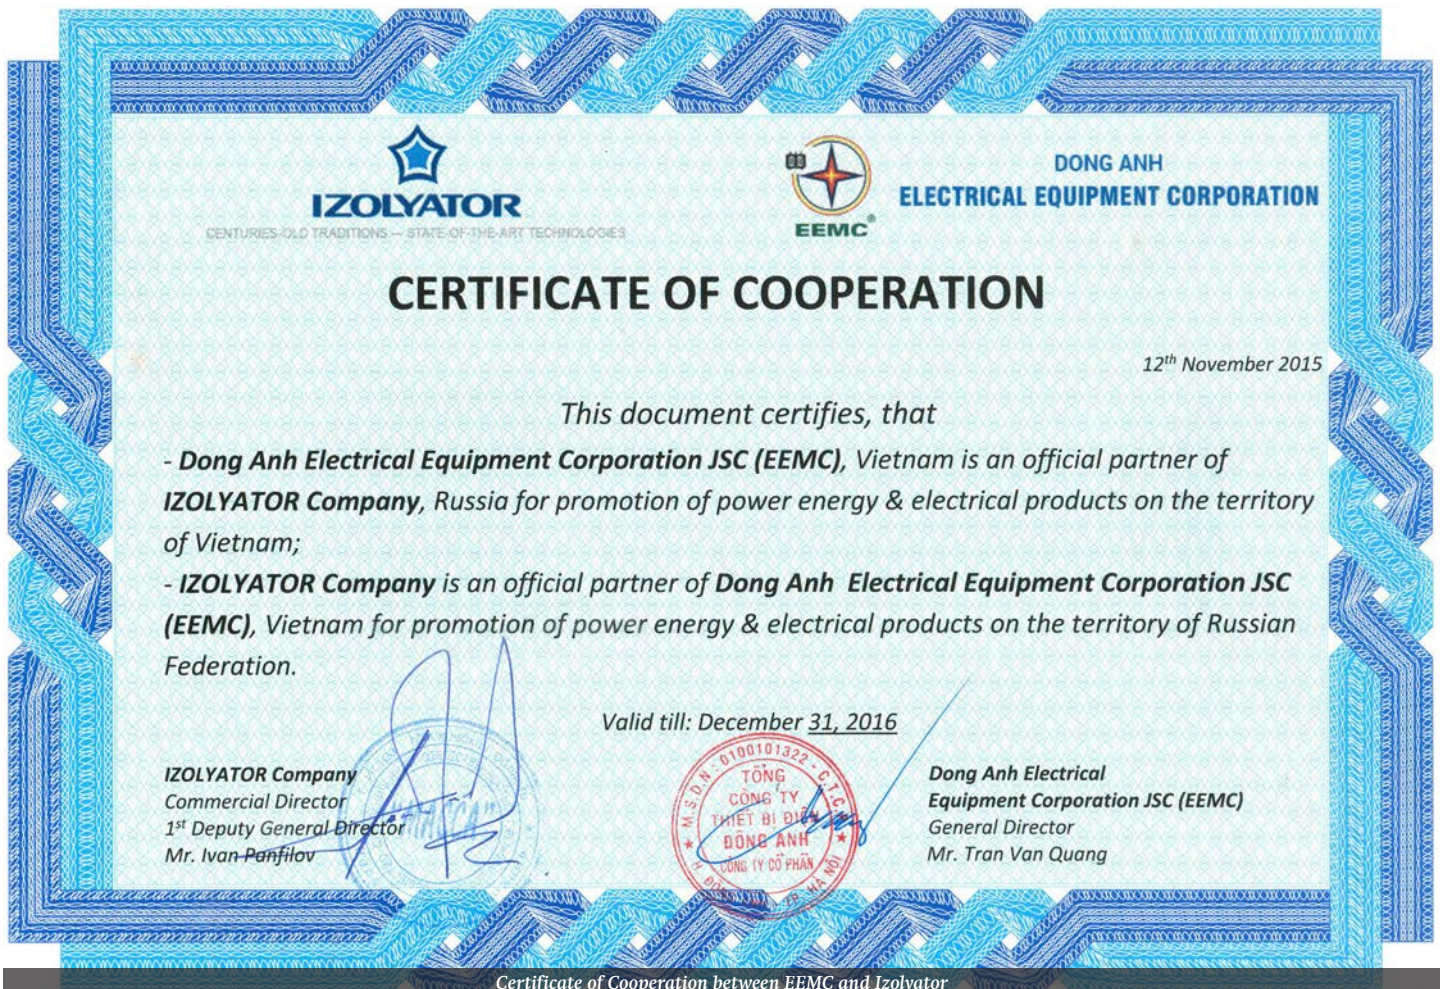 IZOLYATOR
CENTURIES-OLD TRADITIONS — STATE-OF-THE-ART TECHNOLOGIES
EEMC®
DONG ANH
ELECTRICAL EQUIPMENT CORPORATION
CERTIFICATE OF COOPERATION
12th November 2015
This document certifies, that
- Dong Anh Electrical Equipment Corporation JSC (EEMC), Vietnam is an official partner of
IZOLYATOR Company, Russia for promotion of power energy & electrical products on the territory
of Vietnam;
- IZOLYATOR Company is an official partner of Dong Anh Electrical Equipment Corporation JSC
(EEMC), Vietnam for promotion of power energy & electrical products on the territory of Russian
Federation.
Valid till: December 31, 2016
IZOLYATOR Company
Commercial Director
1st Deputy General Director
Mr. Ivan Panfilov
M.S.D.N: 0100101322 - C.T.C.P
TỔNG
CÔNG TY
THIẾT BỊ ĐIỆN
ĐÔNG ANH
CÔNG TY CỔ PHẦN
H. ĐÔNG TP. HÀ NỘI
Dong Anh Electrical
Equipment Corporation JSC (EEMC)
General Director
Mr. Tran Van Quang
Certificate of Cooperation between EEMC and Izolyator